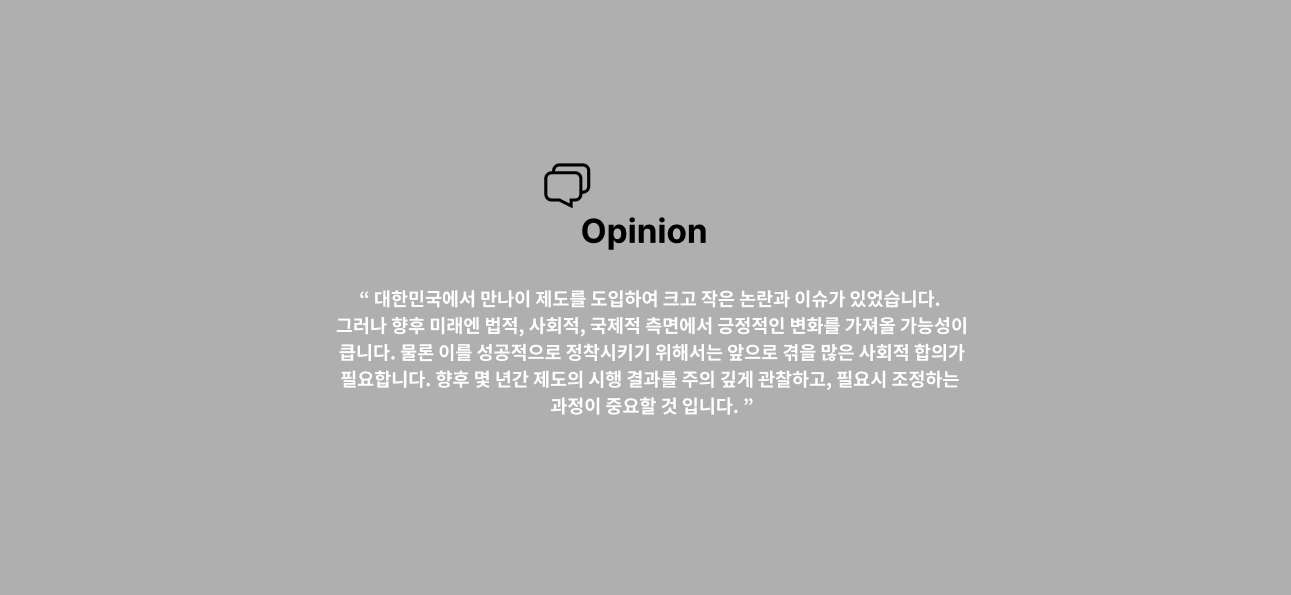 Opinion
“ 대한민국에서 만나이 제도를 도입하여 크고 작은 논란과 이슈가 있었습니다.
그러나 향후 미래엔 법적, 사회적, 국제적 측면에서 긍정적인 변화를 가져올 가능성이
큽니다. 물론 이를 성공적으로 정착시키기 위해서는 앞으로 겪을 많은 사회적 합의가
필요합니다. 향후 몇 년간 제도의 시행 결과를 주의 깊게 관찰하고, 필요시 조정하는
과정이 중요할 것 입니다. ”